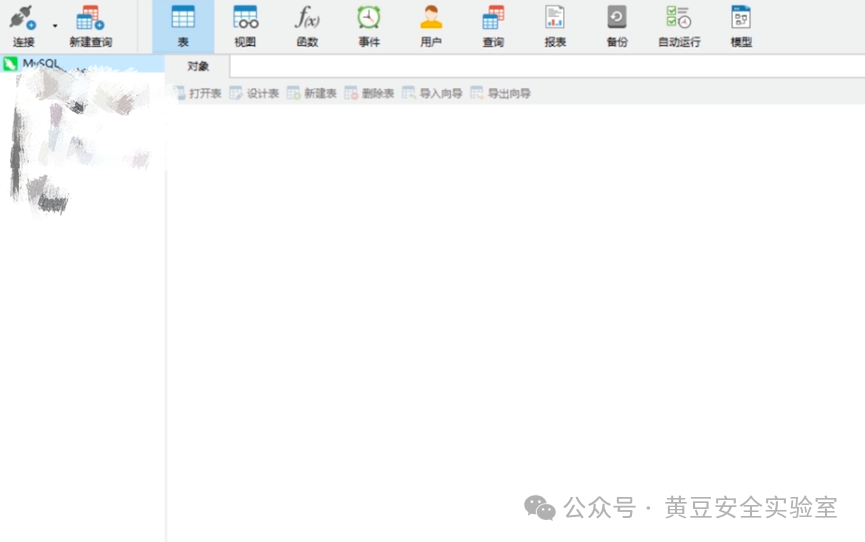 连接 新建查询 表 视图 函数 事件 用户 查询 报表 备份 自动运行 模型
MySQL 对象
打开表 设计表 新建表 删除表 导入向导 导出向导
公众号 · 黄豆安全实验室